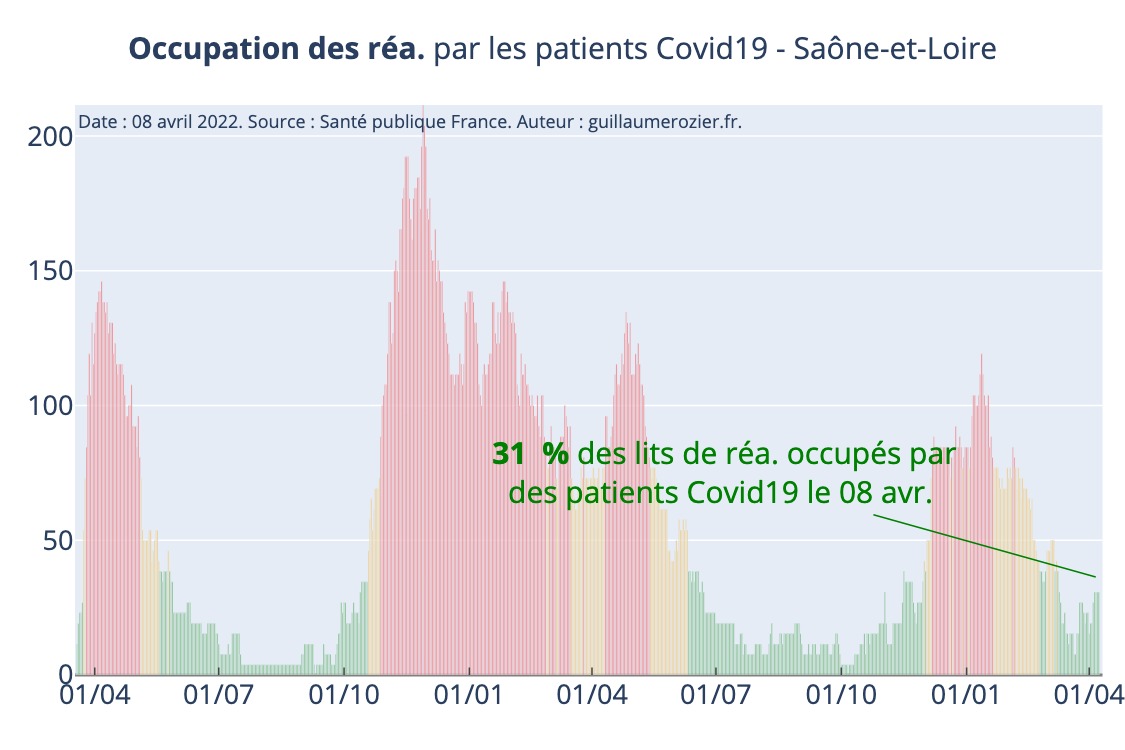 Occupation des réa. par les patients Covid19 - Saône-et-Loire
Date : 08 avril 2022. Source : Santé publique France. Auteur : guillaumerozier.fr.
200
150
100
50
0
31  % des lits de réa. occupés par
des patients Covid19 le 08 avr.
01/04 01/07 01/10 01/01 01/04 01/07 01/10 01/01 01/04